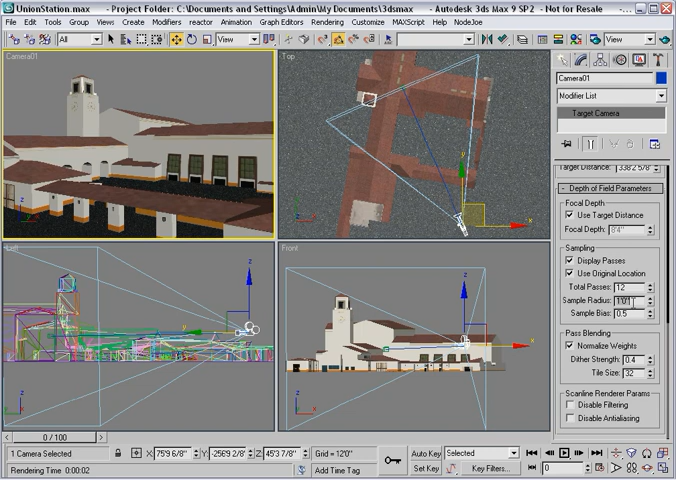 UnionStation.max - Project Folder: C:\Documents and Settings\Admin\My Documents\3dsmax - Autodesk 3ds Max 9 SP2 - Not for Resale
File Edit Tools Group Views Create Modifiers reactor Animation Graph Editors Rendering Customize MAXScript Help NodeJoe
All View View
Camera01 Top
Left Front
z y x
Camera01
Modifier List
Target Camera
Target Distance: 338'2 5/8"
- Depth of Field Parameters
Focal Depth
Use Target Distance
Focal Depth: 8'4"
Sampling
Display Passes
Use Original Location
Total Passes: 12
Sample Radius: 1'0"
Sample Bias: 0.5
Pass Blending
Normalize Weights
Dither Strength: 0.4
Tile Size: 32
Scanline Renderer Params
Disable Filtering
Disable Antialiasing
0 / 100
1 Camera Selected X: 75'9 6/8" Y: -256'9 2/8" Z: 45'3 7/8" Grid = 12'0" Auto Key Selected
Rendering Time 0:00:02 Add Time Tag Set Key Key Filters... 0